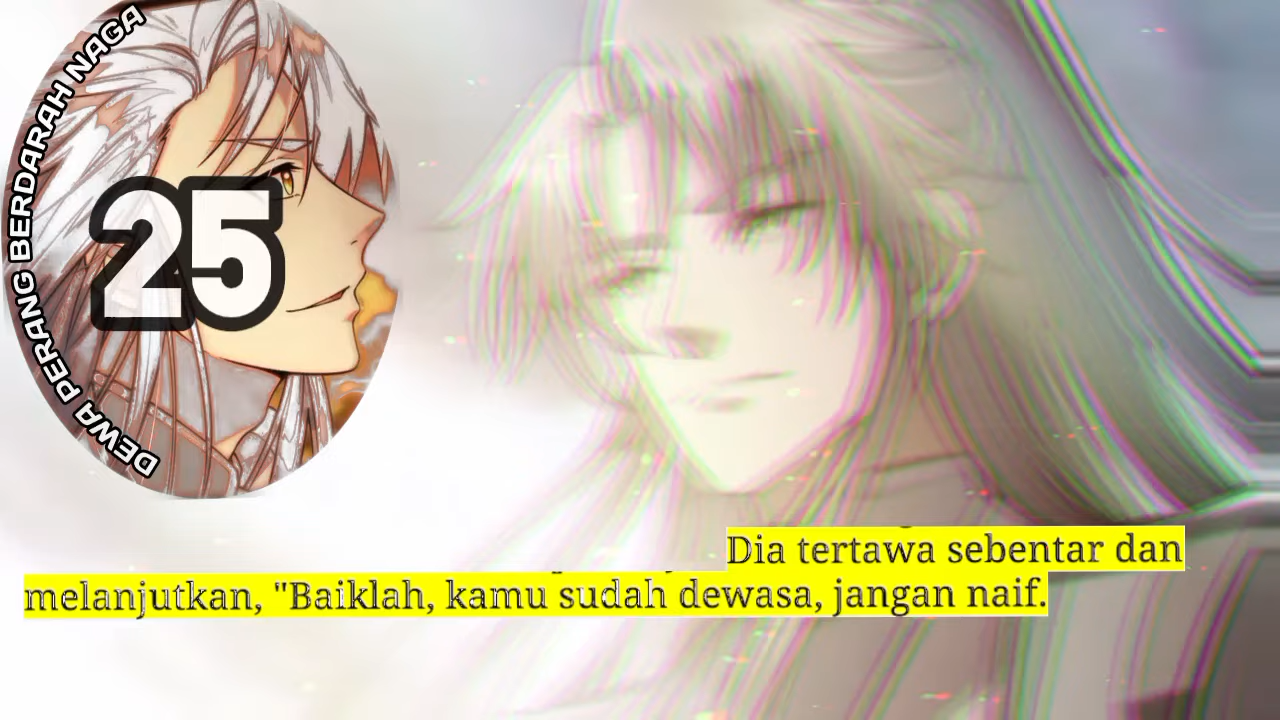 DEWA PERANG BERDARAH NAGA
25
Dia tertawa sebentar dan
melanjutkan, "Baiklah, kamu sudah dewasa, jangan naif.